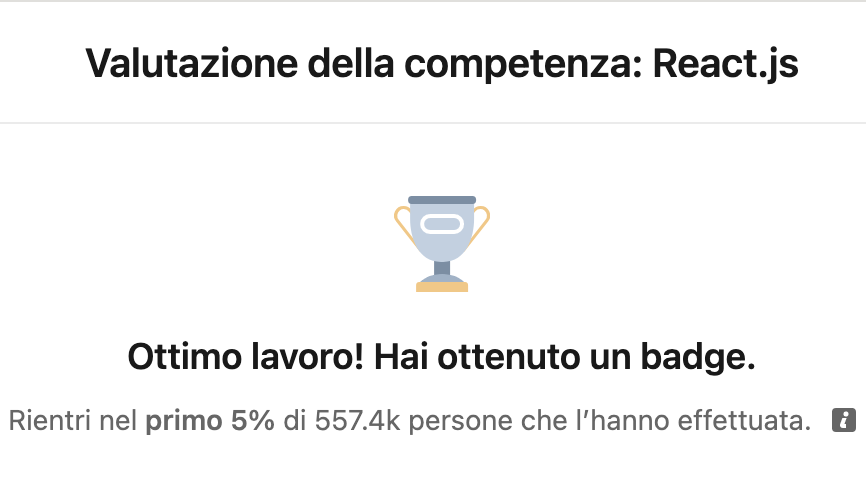 Valutazione della competenza: React.js
Ottimo lavoro! Hai ottenuto un badge.
Rientri nel primo 5% di 557.4k persone che l’hanno effettuata.